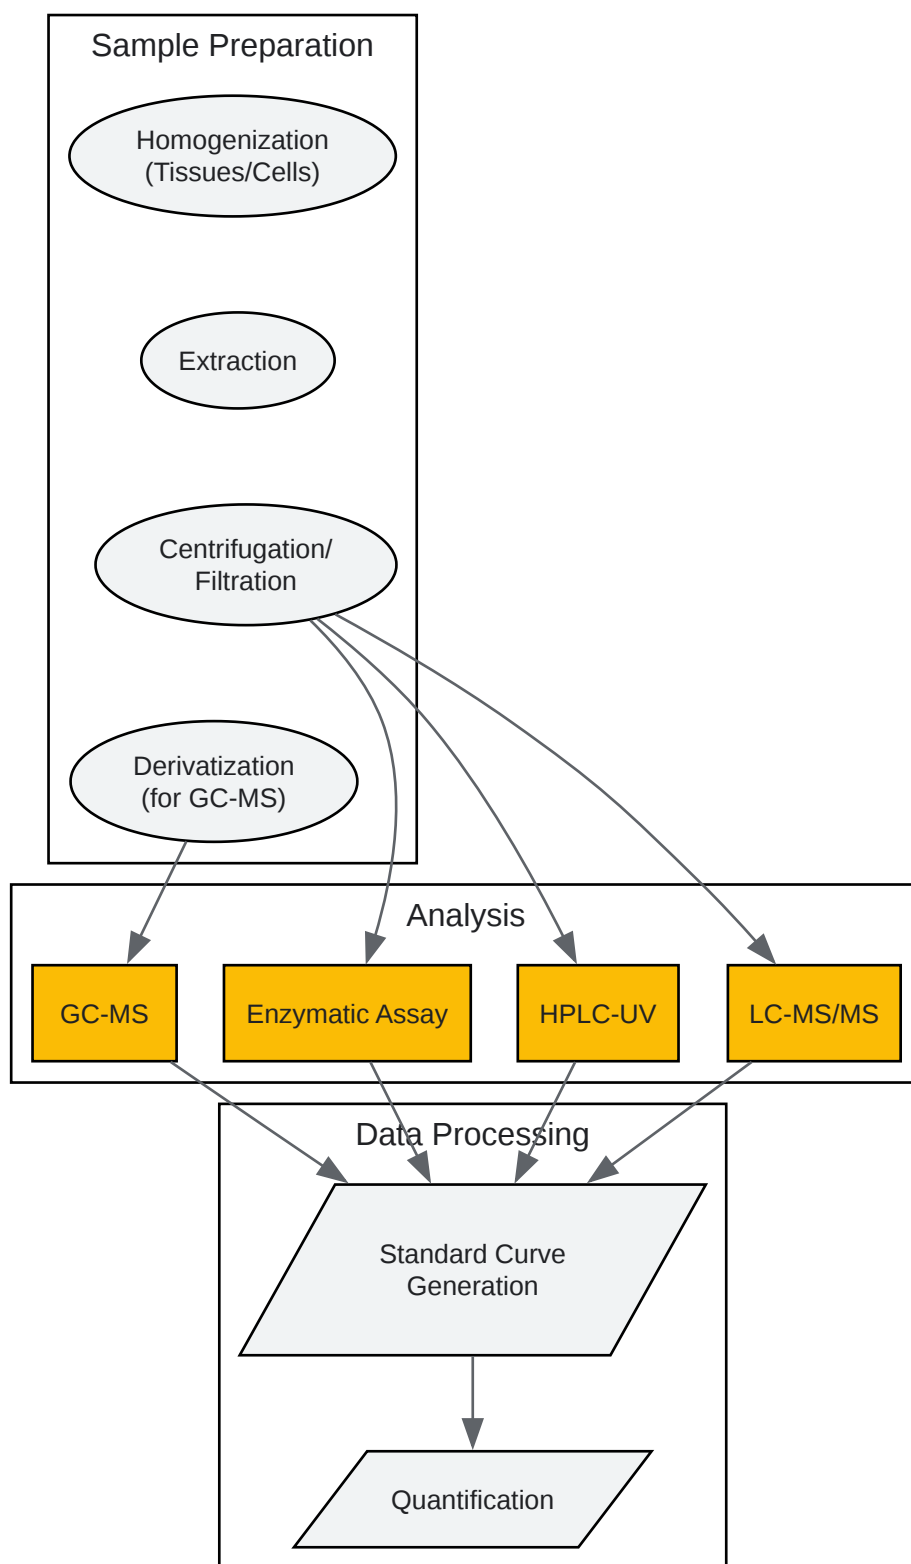 Sample Preparation
Homogenization
(Tissues/Cells)
Extraction
Centrifugation/
Filtration
Derivatization
(for GC-MS)
Analysis
GC-MS
Enzymatic Assay
HPLC-UV
LC-MS/MS
Data Processing
Standard Curve
Generation
Quantification